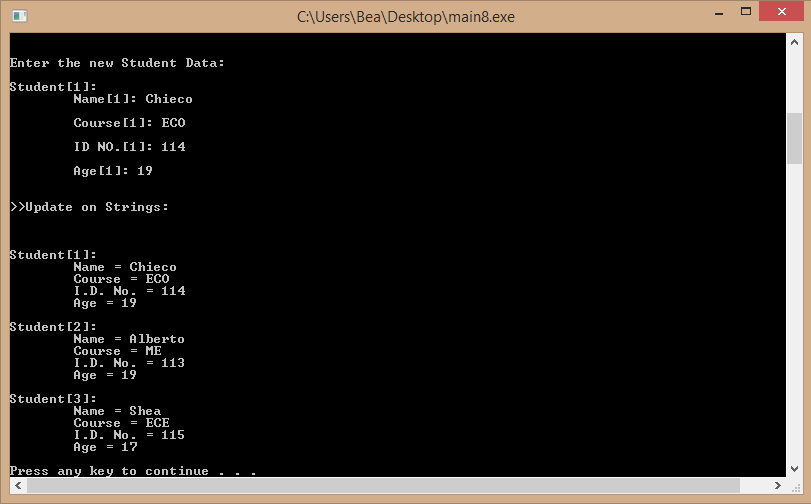 C:\Users\Bea\Desktop\main8.exe
Enter the new Student Data:
Student[1]:
Name[1]: Chieco
Course[1]: ECO
ID NO.[1]: 114
Age[1]: 19
>>Update on Strings:
Student[1]:
Name = Chieco
Course = ECO
I.D. No. = 114
Age = 19
Student[2]:
Name = Alberto
Course = ME
I.D. No. = 113
Age = 19
Student[3]:
Name = Shea
Course = ECE
I.D. No. = 115
Age = 17
Press any key to continue . . .